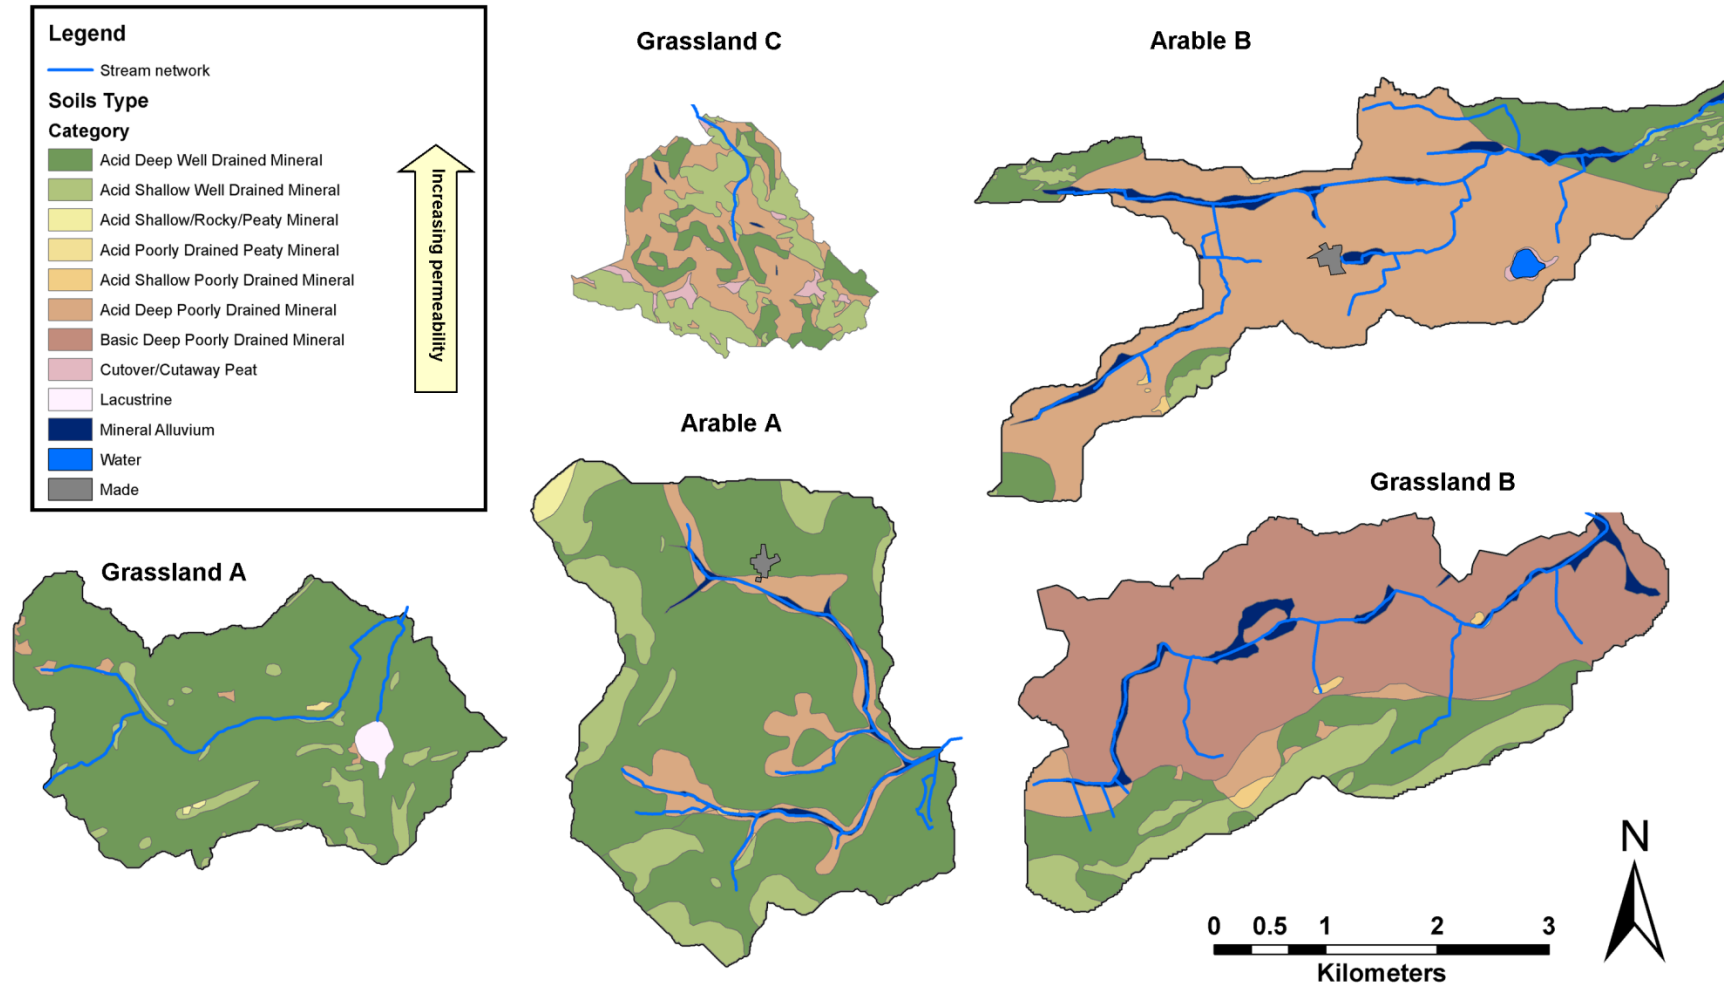 Legend
Stream network
Soils Type
Category
Acid Deep Well Drained Mineral
Acid Shallow Well Drained Mineral
Acid Shallow/Rocky/Peaty Mineral
Acid Poorly Drained Peaty Mineral
Acid Shallow Poorly Drained Mineral
Acid Deep Poorly Drained Mineral
Basic Deep Poorly Drained Mineral
Cutover/Cutaway Peat
Lacustrine
Mineral Alluvium
Water
Made
Increasing permeability
Grassland C
Arable B
Arable A
Grassland B
Grassland A
N
0 0.5 1 2 3
Kilometers